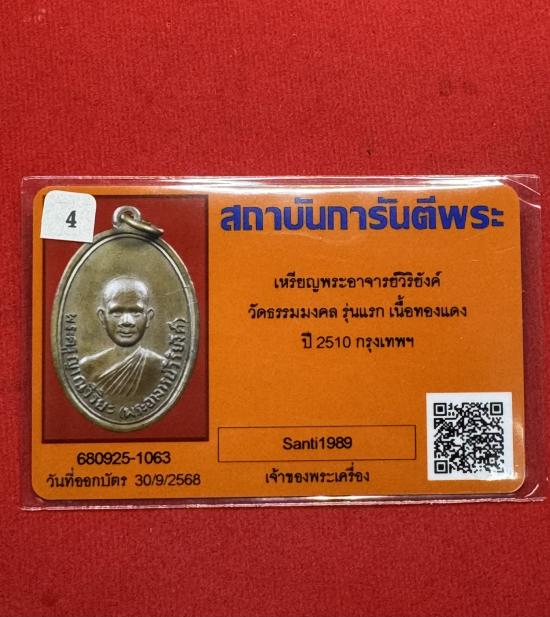 4
สถาบันการันตีพระ
เหรียญพระอาจารย์วิริยังค์
วัดธรรมมงคล รุ่นแรก เนื้อทองแดง
ปี 2510 กรุงเทพฯ
Santi1989
เจ้าของพระเครื่อง
680925-1063
วันที่ออกบัตร 30/9/2568